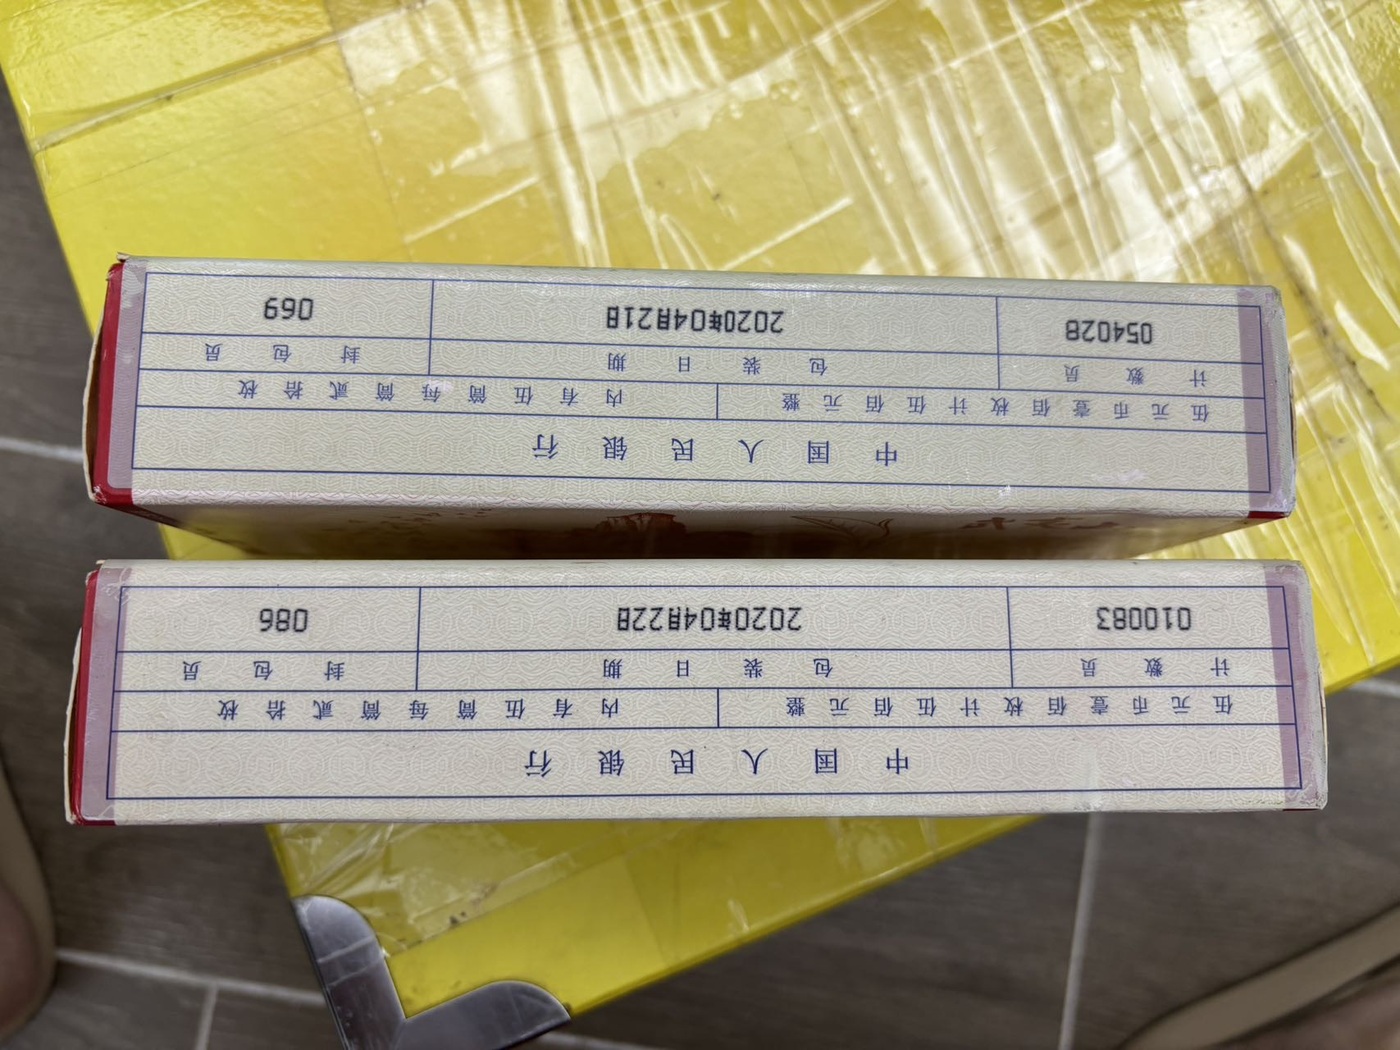 中国人民银行
伍元币壹佰枚计伍佰元整 内有伍筒每筒贰拾枚
计数员 包装日期 封包员
010083 2020年04月22日 086
中国人民银行
伍元币壹佰枚计伍佰元整 内有伍筒每筒贰拾枚
计数员 包装日期 封包员
054028 2020年04月21日 069